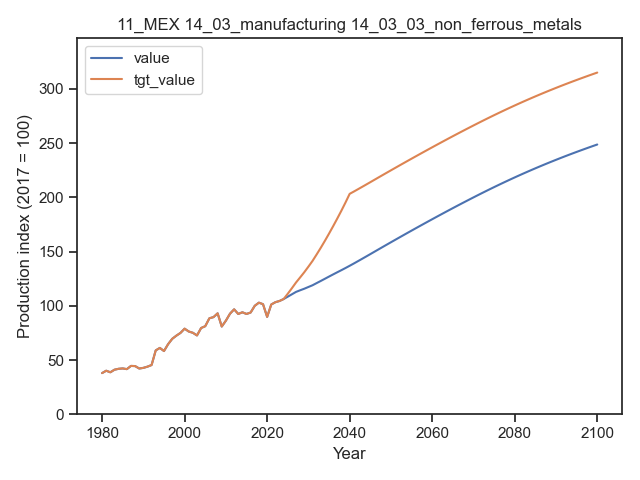 11_MEX 14_03_manufacturing 14_03_03_non_ferrous_metals
value
tgt_value
Production index (2017 = 100)
300
250
200
150
100
50
0
1980 2000 2020 2040 2060 2080 2100
Year